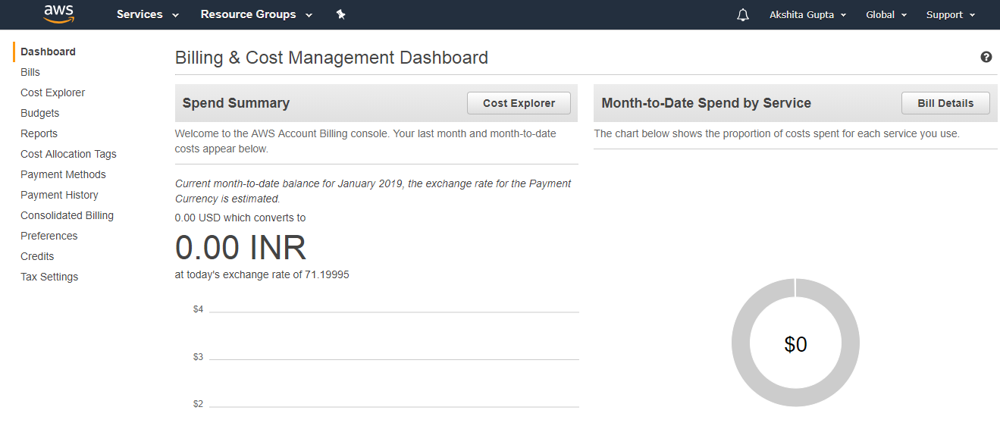 aws Services Resource Groups Akshita Gupta Global Support
Dashboard
Bills
Cost Explorer
Budgets
Reports
Cost Allocation Tags
Payment Methods
Payment History
Consolidated Billing
Preferences
Credits
Tax Settings
Billing & Cost Management Dashboard
?
Spend Summary Cost Explorer
Welcome to the AWS Account Billing console. Your last month and month-to-date
costs appear below.
Current month-to-date balance for January 2019, the exchange rate for the Payment
Currency is estimated.
0.00 USD which converts to
0.00 INR
at today's exchange rate of 71.19995
$4
$3
$2
Month-to-Date Spend by Service Bill Details
The chart below shows the proportion of costs spent for each service you use.
$0